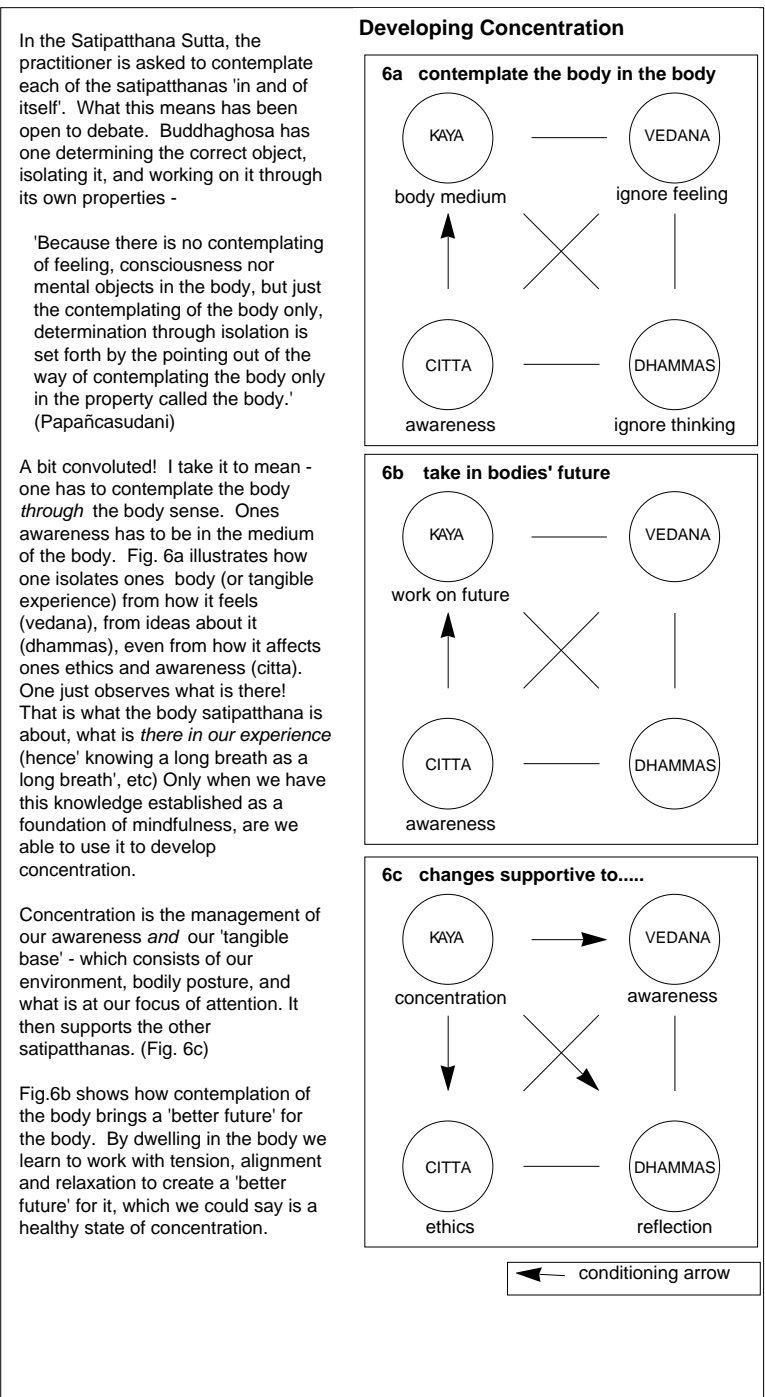 In the Satipatthana Sutta, the
practitioner is asked to contemplate
each of the satipatthanas 'in and of
itself'. What this means has been
open to debate. Buddhaghosa has
one determining the correct object,
isolating it, and working on it through
its own properties -
'Because there is no contemplating
of feeling, consciousness nor
mental objects in the body, but just
the contemplating of the body only,
determination through isolation is
set forth by the pointing out of the
way of contemplating the body only
in the property called the body.'
(Papañcasudani)
A bit convoluted! I take it to mean -
one has to contemplate the body
through the body sense. Ones
awareness has to be in the medium
of the body. Fig. 6a illustrates how
one isolates ones body (or tangible
experience) from how it feels
(vedana), from ideas about it
(dhammas), even from how it affects
ones ethics and awareness (citta).
One just observes what is there!
That is what the body satipatthana is
about, what is there in our experience
(hence' knowing a long breath as a
long breath', etc) Only when we have
this knowledge established as a
foundation of mindfulness, are we
able to use it to develop
concentration.
Concentration is the management of
our awareness and our 'tangible
base' - which consists of our
environment, bodily posture, and
what is at our focus of attention. It
then supports the other
satipatthanas. (Fig. 6c)
Fig.6b shows how contemplation of
the body brings a 'better future' for
the body. By dwelling in the body we
learn to work with tension, alignment
and relaxation to create a 'better
future' for it, which we could say is a
healthy state of concentration.
Developing Concentration
6a contemplate the body in the body
KAYA VEDANA
body medium ignore feeling
CITTA DHAMMAS
awareness ignore thinking
6b take in bodies' future
KAYA VEDANA
work on future
CITTA DHAMMAS
awareness
6c changes supportive to.....
KAYA VEDANA
concentration awareness
CITTA DHAMMAS
ethics reflection
conditioning arrow